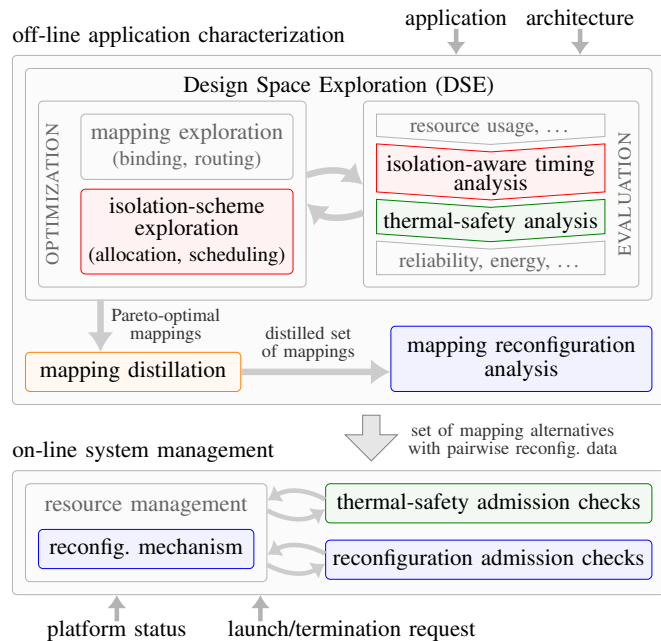 application architecture
off-line application characterization
Design Space Exploration (DSE)
OPTIMIZATION
mapping exploration
(binding, routing)
isolation-scheme
exploration
(allocation, scheduling)
resource usage, …
isolation-aware timing
analysis
thermal-safety analysis
reliability, energy, …
EVALUATION
Pareto-optimal
mappings
mapping distillation
distilled set
of mappings
mapping reconfiguration
analysis
set of mapping alternatives
with pairwise reconfig. data
on-line system management
resource management
reconfig. mechanism
thermal-safety admission checks
reconfiguration admission checks
platform status
launch/termination request